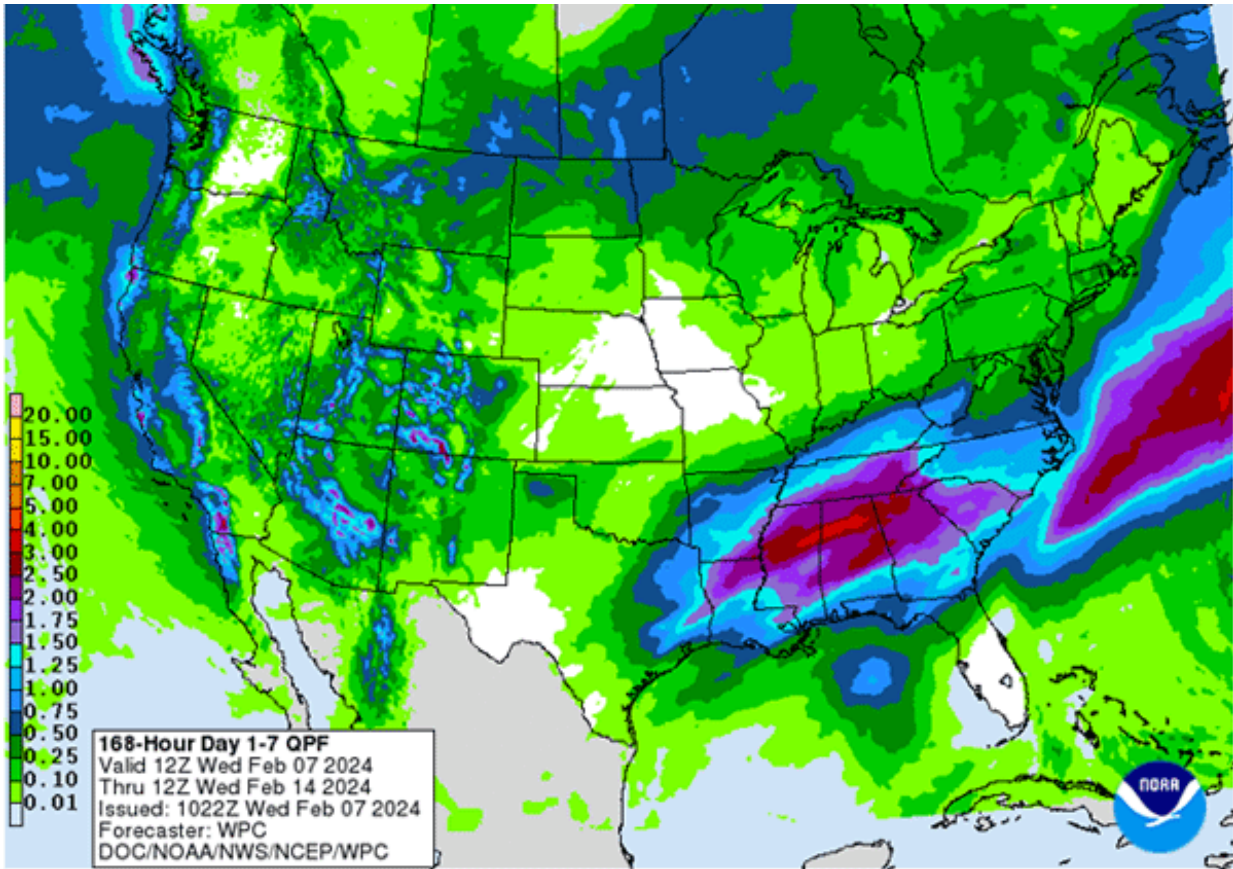 20.00
15.00
10.00
7.00
5.00
4.00
3.00
2.50
2.00
1.75
1.50
1.25
1.00
0.75
0.50
0.25
0.10
0.01
168-Hour Day 1-7 QPF
Valid 12Z Wed Feb 07 2024
Thru 12Z Wed Feb 14 2024
Issued: 1022Z Wed Feb 07 2024
Forecaster: WPC
DOC/NOAA/NWS/NCEP/WPC
NOAA